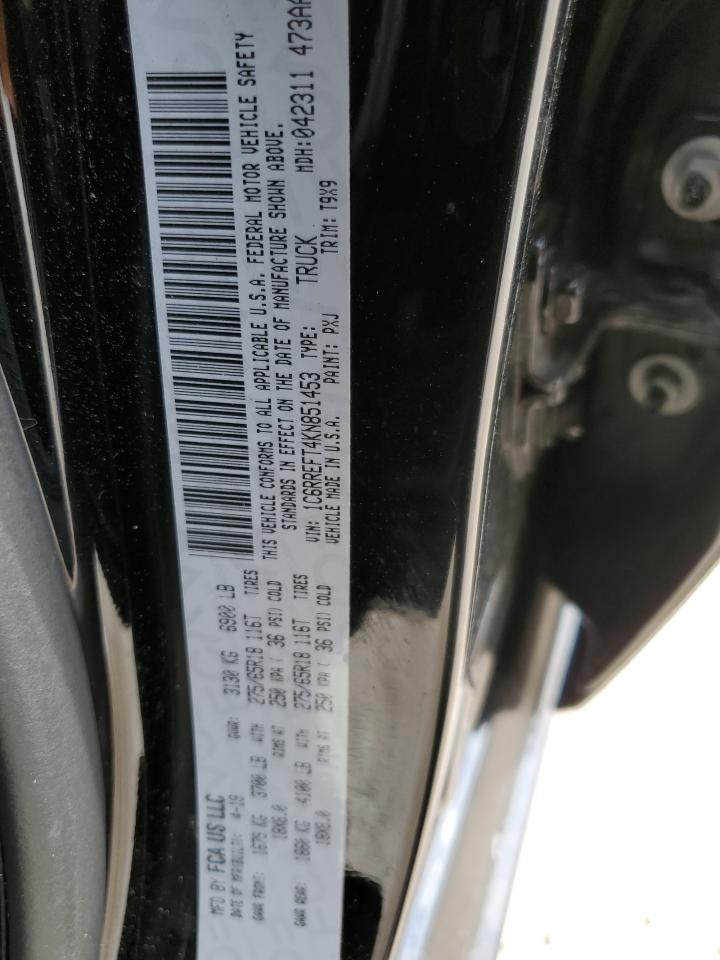 MFD BY FCA US LLC
DATE OF MFR/BUILT: 4-19 GVWR: 3130 KG 6900 LB
GAWR FRONT: 1675 KG 3700 LB WITH 275/65R18 116T TIRES
18X8.0 RIMS AT 250 KPA ( 36 PSI) COLD
GAWR REAR: 1860 KG 4100 LB WITH 275/65R18 116T TIRES
18X8.0 RIMS AT 250 KPA ( 36 PSI) COLD
THIS VEHICLE CONFORMS TO ALL APPLICABLE U.S.A. FEDERAL MOTOR VEHICLE SAFETY
STANDARDS IN EFFECT ON THE DATE OF MANUFACTURE SHOWN ABOVE.
VIN: 1C6RREFT4KN851453 TYPE: TRUCK MDH:042311 473AA
VEHICLE MADE IN U.S.A. PAINT: PXJ TRIM: T9X9